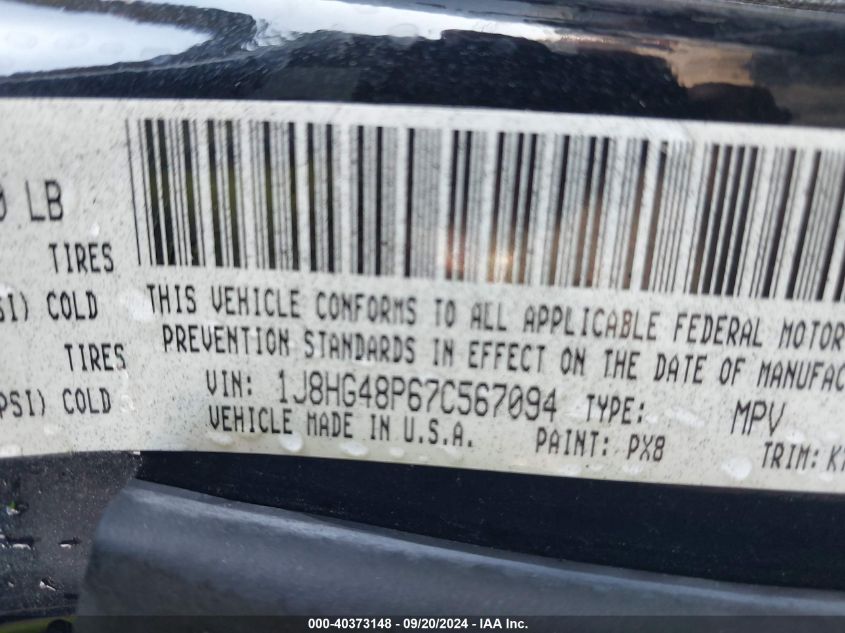 0 LB
TIRES
SI) COLD
TIRES
PSI) COLD
THIS VEHICLE CONFORMS TO ALL APPLICABLE FEDERAL MOTOR
PREVENTION STANDARDS IN EFFECT ON THE DATE OF MANUFAC
VIN: 1J8HG48P67C567094 TYPE: MPV
VEHICLE MADE IN U.S.A. PAINT: PX8 TRIM: K7
000-40373148 - 09/20/2024 - IAA Inc.